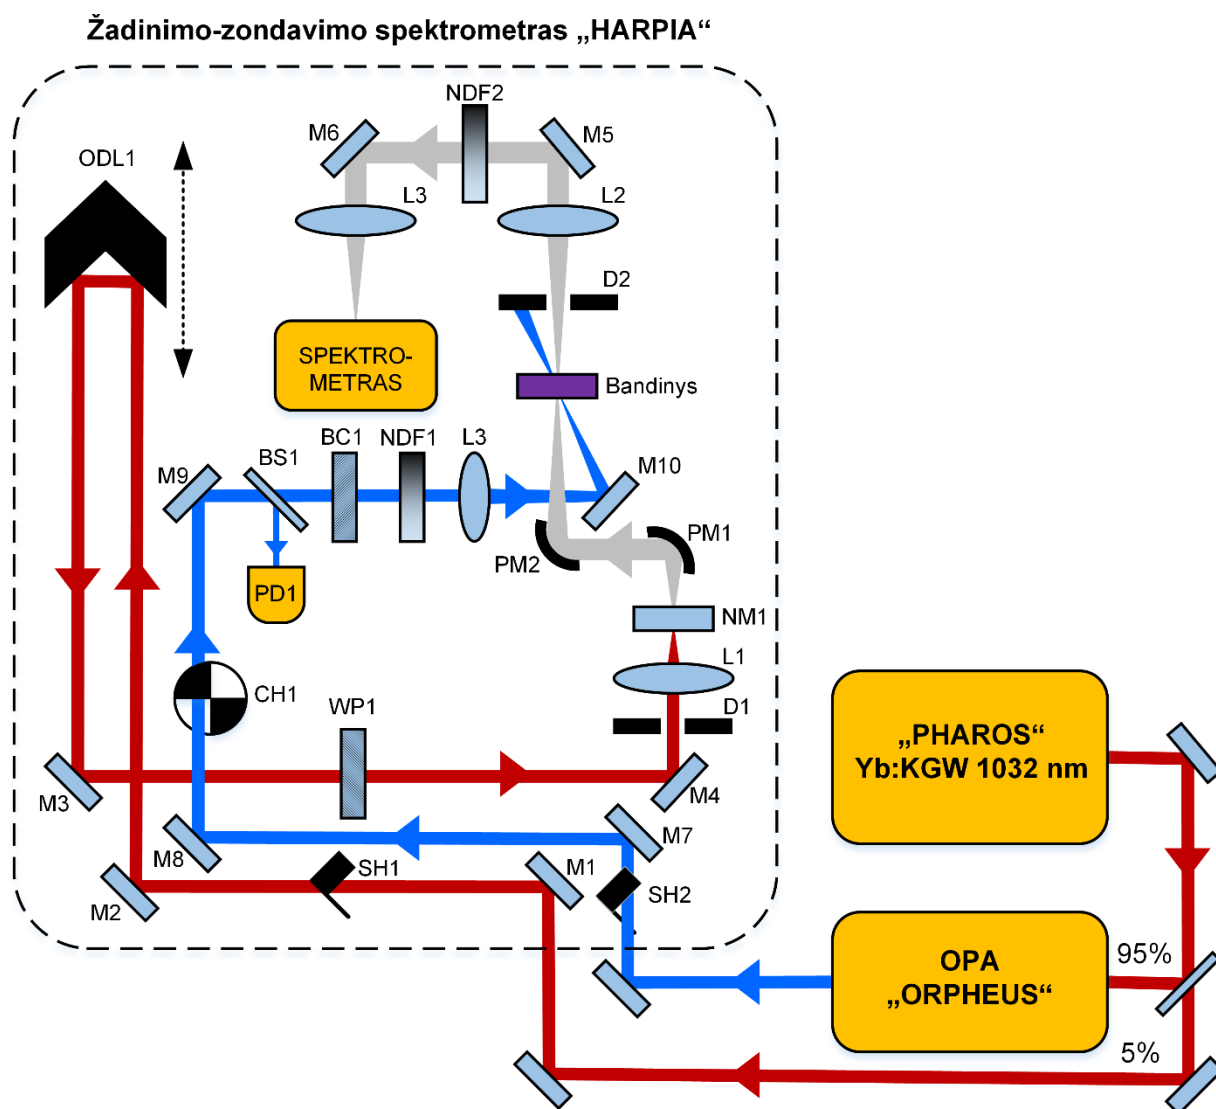 Žadinimo-zondavimo spektrometras „HARPIA“
NDF2
M6
M5
ODL1
L3
L2
D2
SPEKTRO-
METRAS
Bandinys
BC1
NDF1
L3
M9
BS1
M10
PM1
PM2
PD1
NM1
L1
CH1
WP1
D1
„PHAROS“
Yb:KGW 1032 nm
M3
M4
M8
M7
SH1
M1
M2
SH2
OPA
„ORPHEUS“
95%
5%